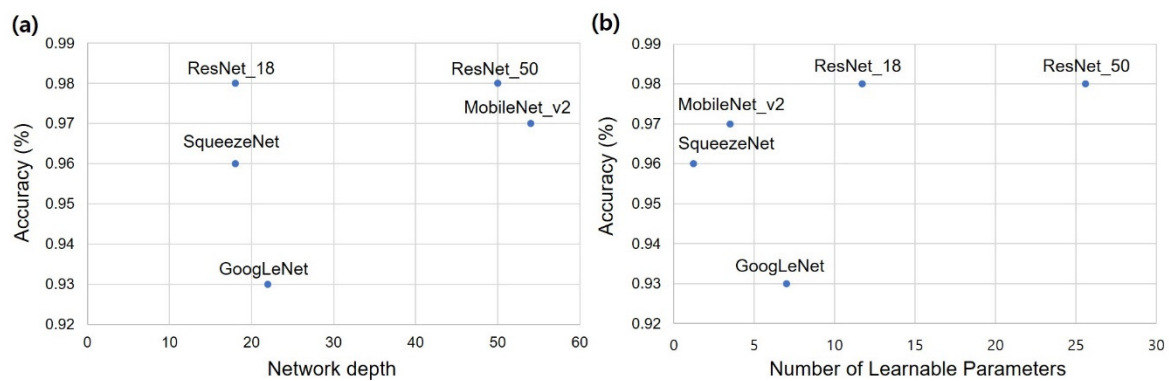 (a)
0.99
0.98
0.97
0.96
0.95
0.94
0.93
0.92
Accuracy (%)
ResNet_18
ResNet_50
MobileNet_v2
SqueezeNet
GoogLeNet
0 10 20 30 40 50 60
Network depth
(b)
0.99
0.98
0.97
0.96
0.95
0.94
0.93
0.92
Accuracy (%)
ResNet_18
ResNet_50
MobileNet_v2
SqueezeNet
GoogLeNet
0 5 10 15 20 25 30
Number of Learnable Parameters